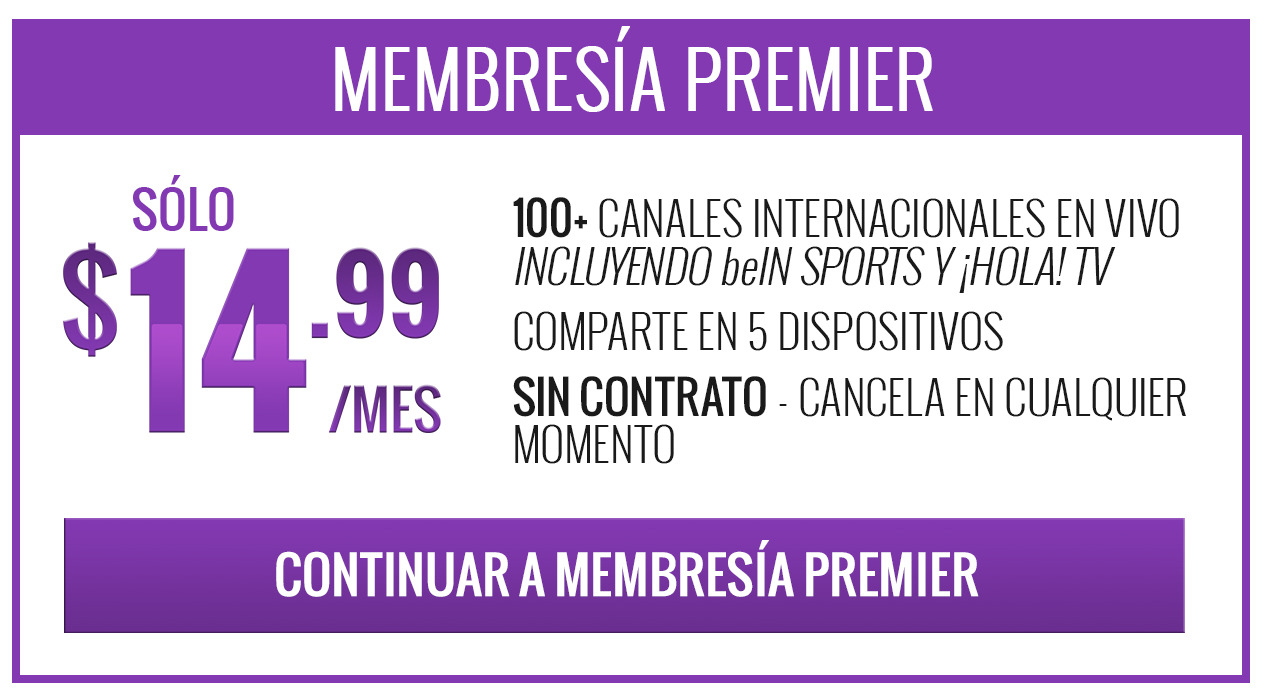 MEMBRESÍA PREMIER
SÓLO
$14.99
/MES
100+ CANALES INTERNACIONALES EN VIVO
INCLUYENDO beIN SPORTS Y ¡HOLA! TV
COMPARTE EN 5 DISPOSITIVOS
SIN CONTRATO - CANCELA EN CUALQUIER
MOMENTO
CONTINUAR A MEMBRESÍA PREMIER